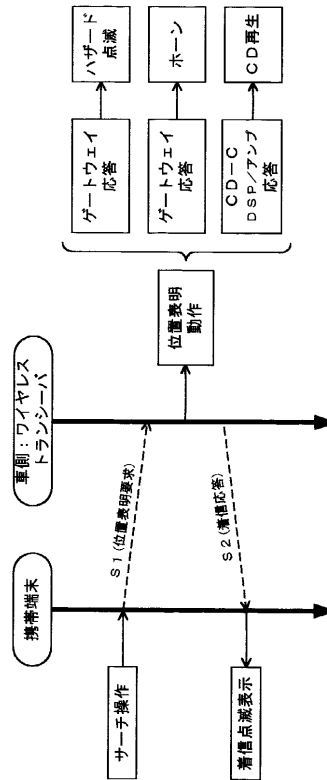 携帯端末
車側：ワイヤレス
トランシーバ
サーチ操作
S1(位置表明要求)
位置表明
動作
S2(着信応答)
着信点滅表示
ゲートウェイ
応答
ハザード
点滅
ゲートウェイ
応答
ホーン
CD-C
DSP/アンプ
応答
CD再生